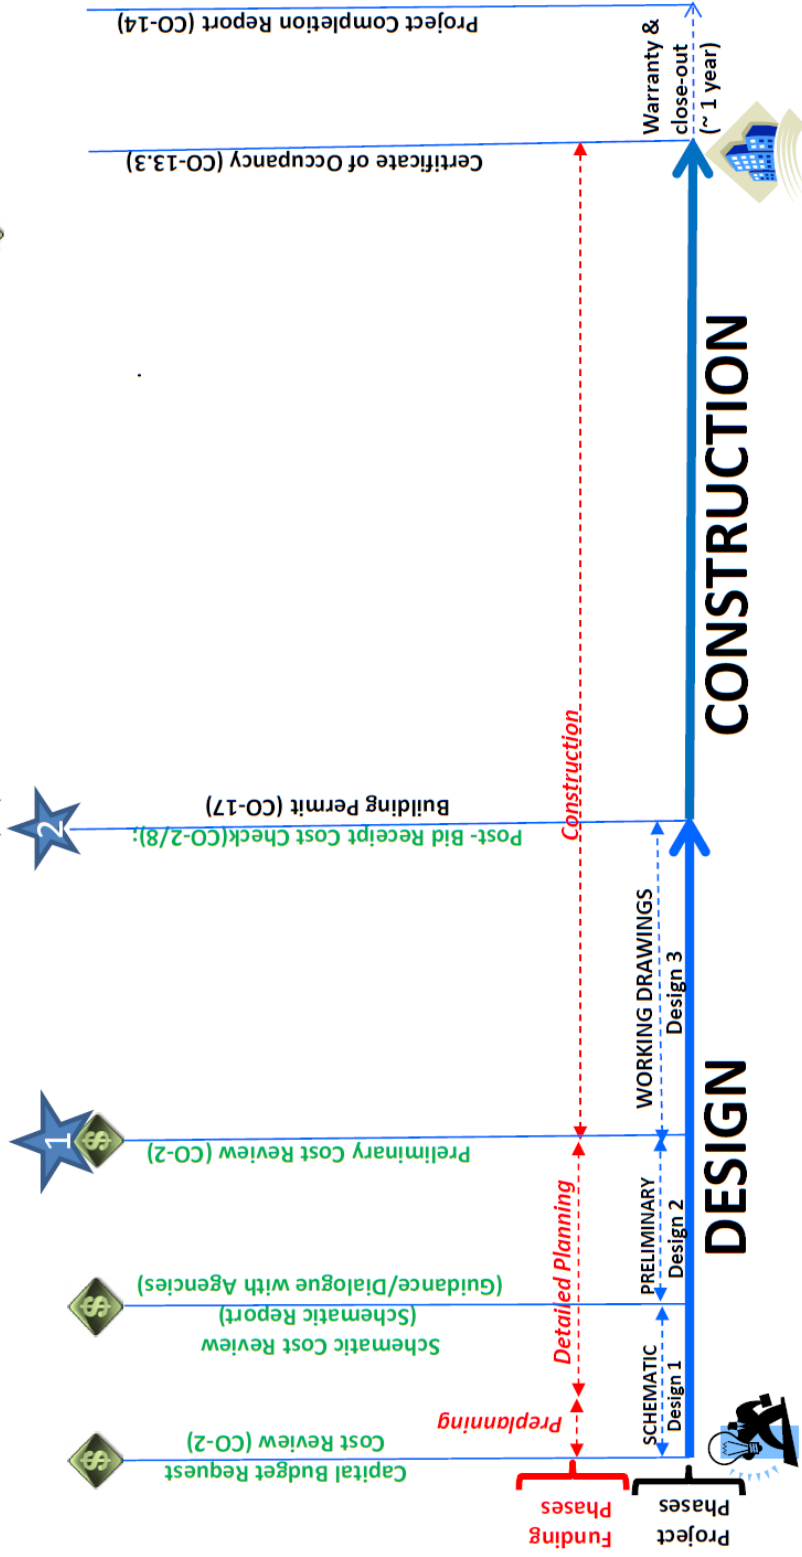 Project Completion Report (CO-14)
Certificate of Occupancy (CO-13.3)
Warranty &
close-out
(~ 1 year)
CONSTRUCTION
Construction
2
Building Permit (CO-17)
Post- Bid Receipt Cost Check(CO-2/8);
WORKING DRAWINGS
Design 3
DESIGN
1
$
Preliminary Cost Review (CO-2)
PRELIMINARY
Design 2
Detailed Planning
$
Schematic Cost Review
(Schematic Report)
(Guidance/Dialogue with Agencies)
SCHEMATIC
Design 1
Preplanning
$
Capital Budget Request
Cost Review (CO-2)
Funding
Phases
Project
Phases